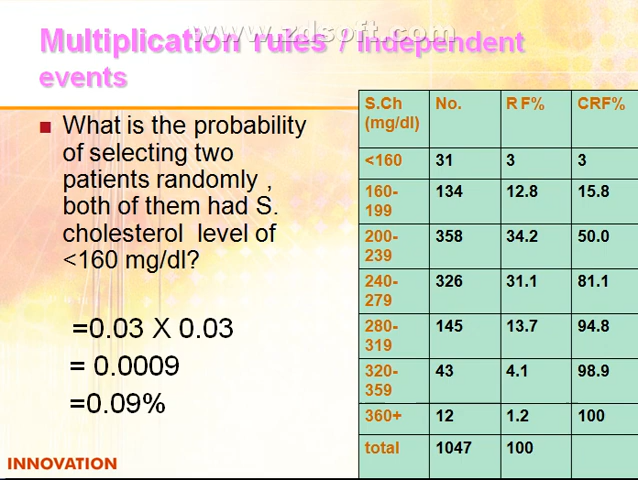 www.zdsoft.com
Multiplication rules / Independent
events
■ What is the probability
of selecting two
patients randomly ,
both of them had S.
cholesterol level of
<160 mg/dl?
=0.03 X 0.03
= 0.0009
=0.09%
S.Ch No. R F% CRF%
(mg/dl)
<160 31 3 3
160- 134 12.8 15.8
199
200- 358 34.2 50.0
239
240- 326 31.1 81.1
279
280- 145 13.7 94.8
319
320- 43 4.1 98.9
359
360+ 12 1.2 100
total 1047 100
INNOVATION